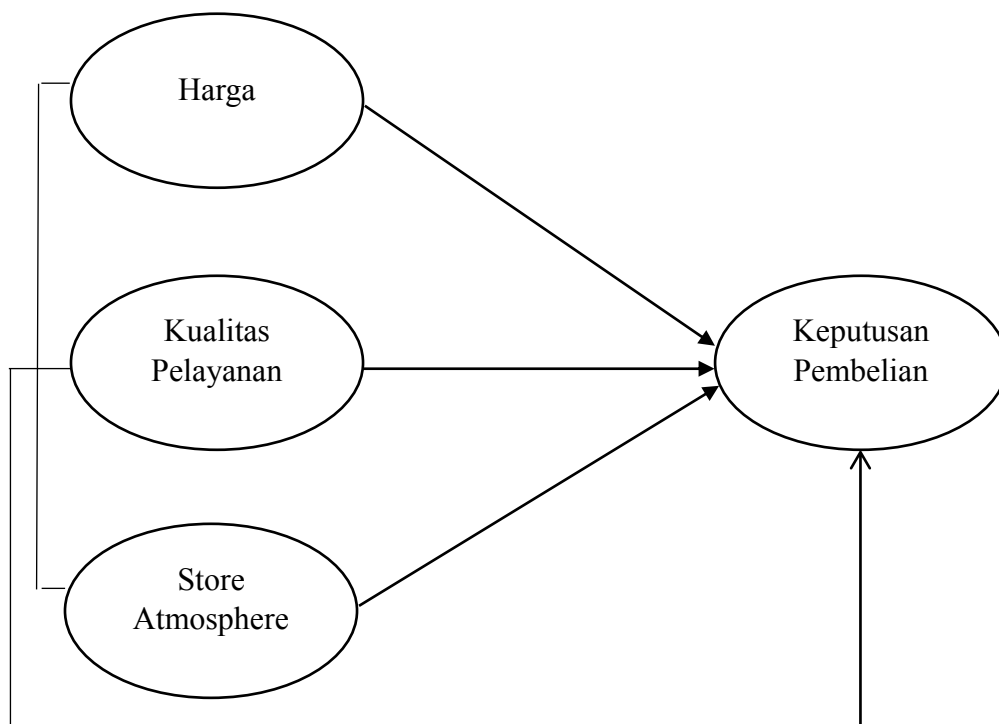 Harga
Kualitas
Pelayanan
Keputusan
Pembelian
Store
Atmosphere